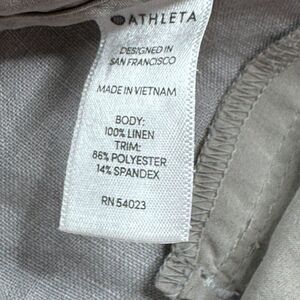 ATHLETA
DESIGNED IN
SAN FRANCISCO
MADE IN VIETNAM
BODY:
100% LINEN
TRIM:
86% POLYESTER
14% SPANDEX
RN 54023